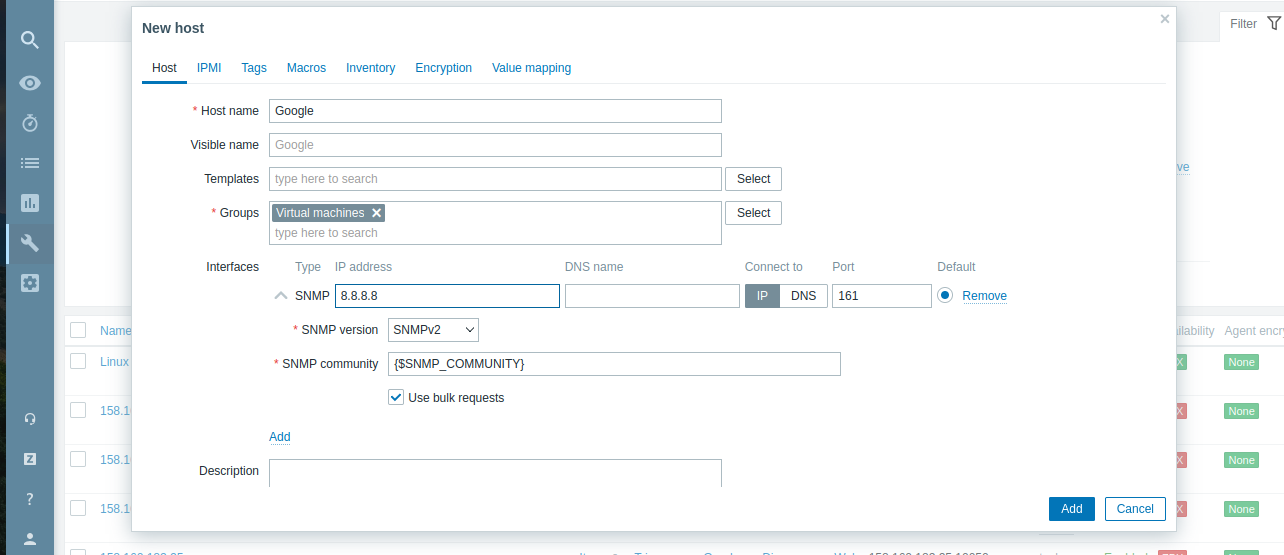 New host
Filter
Host IPMI Tags Macros Inventory Encryption Value mapping
* Host name Google
Visible name Google
Templates type here to search Select
* Groups Virtual machines Select
type here to search
Interfaces Type IP address DNS name Connect to Port Default
SNMP 8.8.8.8 IP DNS 161 Remove
* SNMP version SNMPv2
Name
* SNMP community {$SNMP_COMMUNITY}
Linux
None
Use bulk requests
158.1
None
Add
158.1
None
Description
158.1
None
Add Cancel
Agent encry